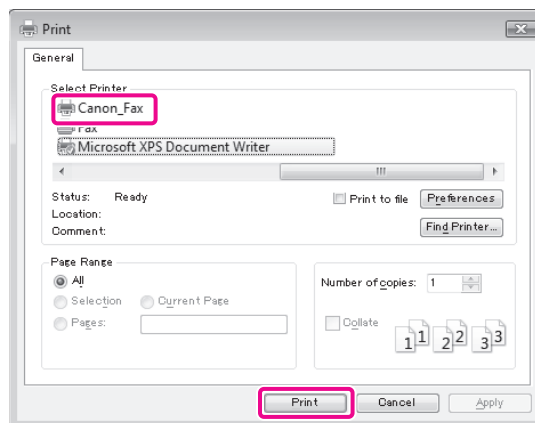 Print
General
Select Printer
Canon_Fax
Fax
Microsoft XPS Document Writer
Status: Ready
Print to file
Preferences
Location:
Comment:
Find Printer...
Page Range
All
Selection
Current Page
Pages:
Number of copies: 1
Collate
1 1 2 2 3 3
Print
Cancel
Apply